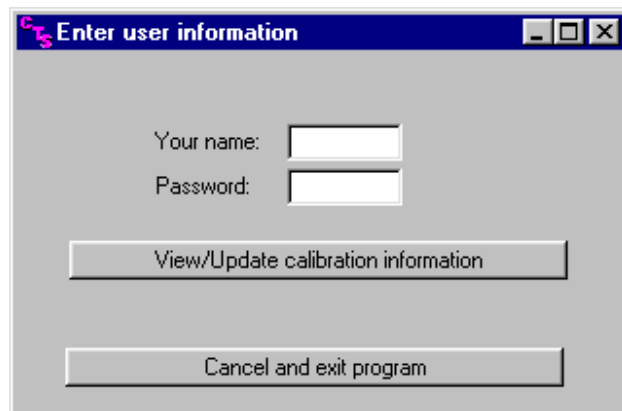 CTS Enter user information
Your name:
Password:
View/Update calibration information
Cancel and exit program